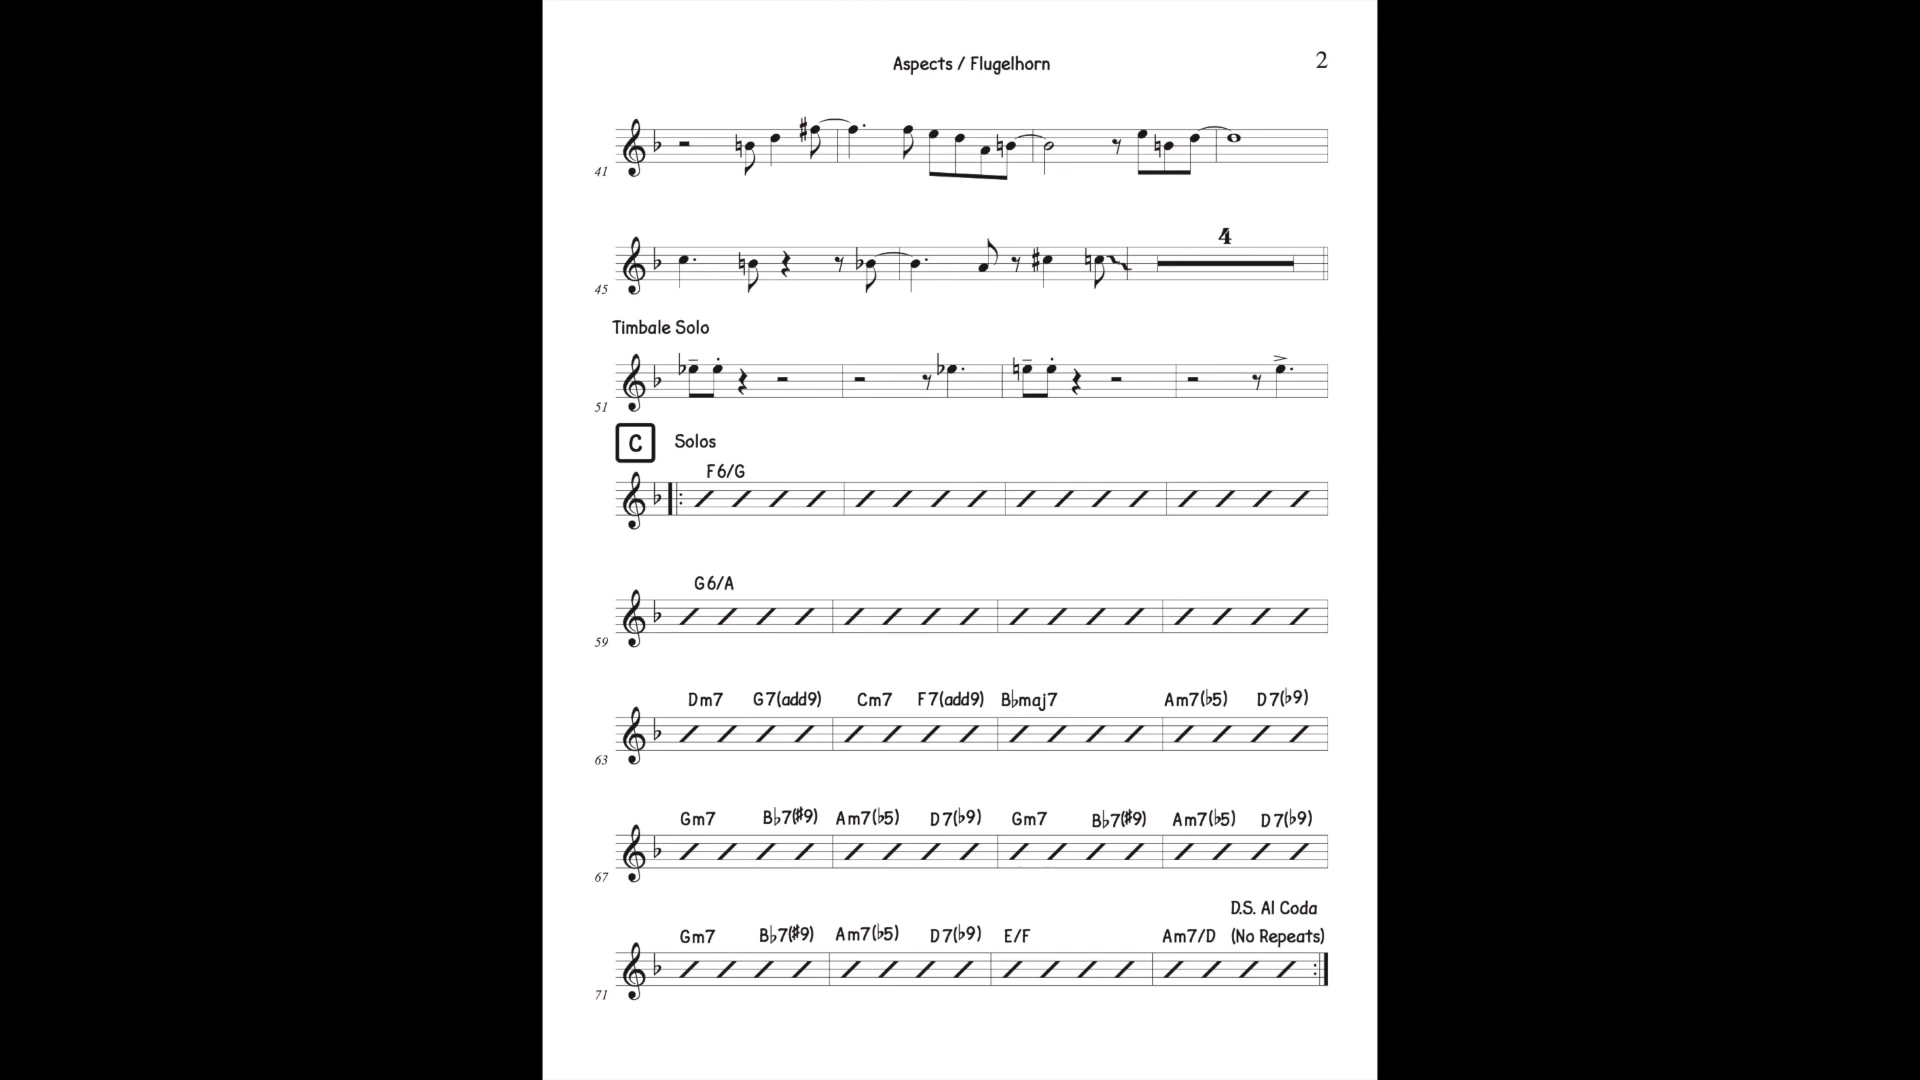 Aspects / Flugelhorn 2
41
4
45
Timbale Solo
51
C Solos
F6/G
G6/A
59
Dm7 G7(add9) Cm7 F7(add9) B♭maj7 Am7(♭5) D7(♭9)
63
Gm7 B♭7(♯9) Am7(♭5) D7(♭9) Gm7 B♭7(♯9) Am7(♭5) D7(♭9)
67
D.S. Al Coda
Gm7 B♭7(♯9) Am7(♭5) D7(♭9) E/F Am7/D (No Repeats)
71